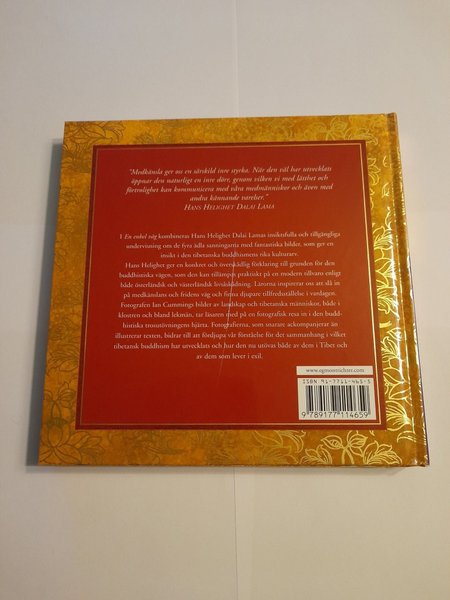 "Medkänsla ger oss en särskild inre styrka. När den väl har utvecklats
öppnar den naturligt en inre dörr, genom vilken vi med lätthet och
förtrolighet kan kommunicera med våra medmänniskor och även med
andra kännande varelser."
HANS HELIGHET DALAI LAMA
I En enkel väg kombineras Hans Helighet Dalai Lamas insiktsfulla och tillgängliga
undervisning om de fyra ädla sanningarna med fantastiska bilder, som ger en
insikt i den tibetanska buddhismens rika kulturarv.
Hans Helighet ger en konkret och överskådlig förklaring till grunden för den
buddhistiska vägen, som den kan tillämpas praktiskt på en modern tillvaro enligt
både österländsk och västerländsk livsåskådning. Lärorna inspirerar oss att slå in
på medkänslans och fridens väg och finna djupare tillfredsställelse i vardagen.
Fotografen Ian Cummings bilder av landskap och tibetanska människor, både i
klostren och bland lekmän, tar läsaren med på en fotografisk resa in i den budd-
histiska trosutövningens hjärta. Fotografierna, som snarare ackompanjerar än
illustrerar texten, bidrar till att fördjupa vår förståelse för det sammanhang i vilket
tibetansk buddhism har utvecklats och hur den nu utövas både av dem i Tibet och
av dem som lever i exil.
www.egmontrichter.com
ISBN 91-7711-465-5
9 789177 114659